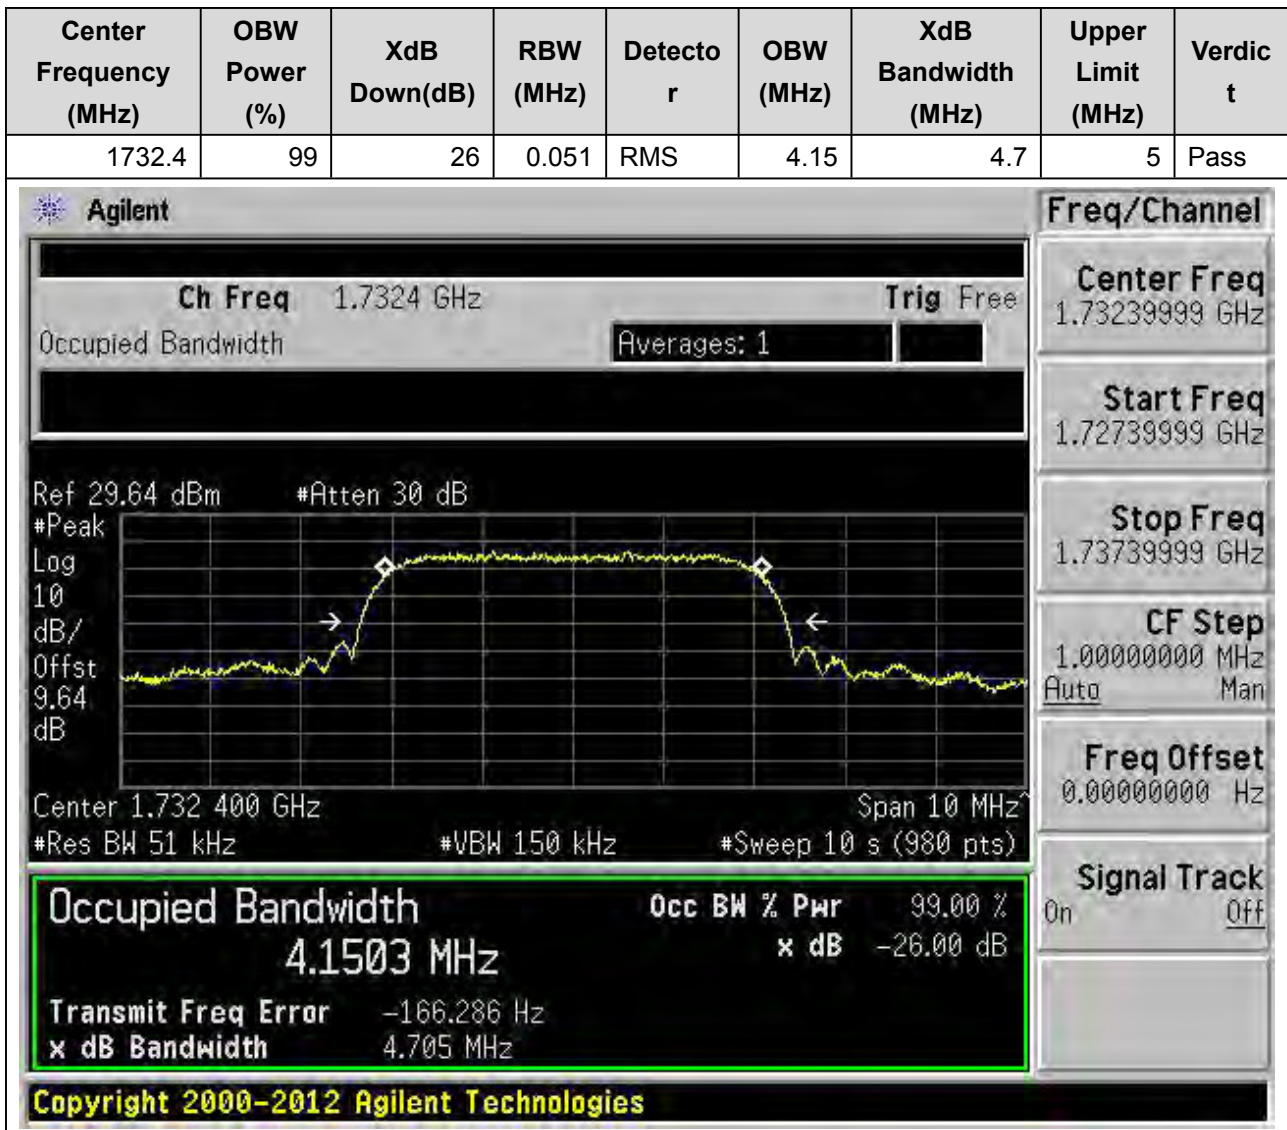 Center Frequency (MHz) OBW Power (%) XdB Down(dB) RBW (MHz) Detecto r OBW (MHz) XdB Bandwidth (MHz) Upper Limit (MHz) Verdic t
1732.4 99 26 0.051 RMS 4.15 4.7 5 Pass
Agilent
Freq/Channel
Ch Freq 1.7324 GHz
Trig Free
Occupied Bandwidth
Averages: 1
Center Freq
1.73239999 GHz
Start Freq
1.72739999 GHz
Stop Freq
1.73739999 GHz
CF Step
1.00000000 MHz
Auto Man
Freq Offset
0.00000000 Hz
Signal Track
On Off
Ref 29.64 dBm #Atten 30 dB
#Peak
Log
10
dB/
Offst
9.64
dB
Center 1.732 400 GHz Span 10 MHz^
#Res BW 51 kHz #VBW 150 kHz #Sweep 10 s (980 pts)
Occupied Bandwidth
4.1503 MHz
Occ BW % Pwr 99.00 %
x dB -26.00 dB
Transmit Freq Error -166.286 Hz
x dB Bandwidth 4.705 MHz
Copyright 2000-2012 Agilent Technologies